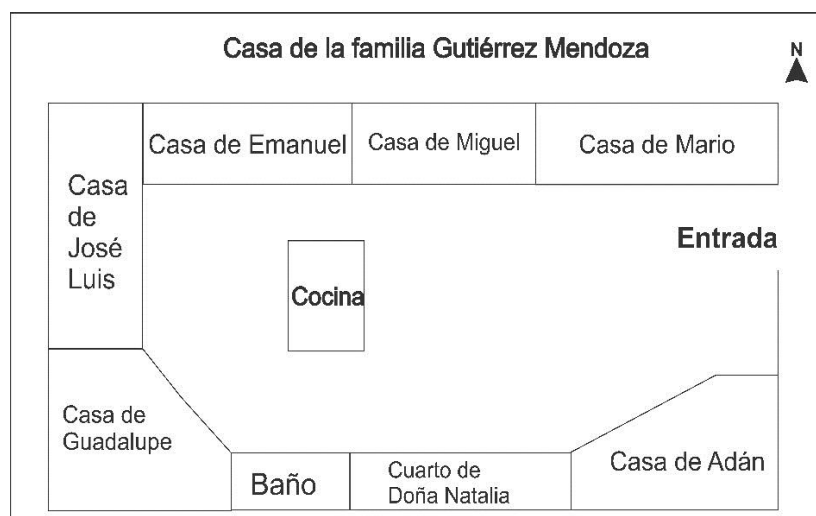 Casa de la familia Gutiérrez Mendoza
N
Casa de Emanuel
Casa de Miguel
Casa de Mario
Casa
de
José
Luis
Entrada
Cocina
Casa de
Guadalupe
Baño
Cuarto de
Doña Natalia
Casa de Adán